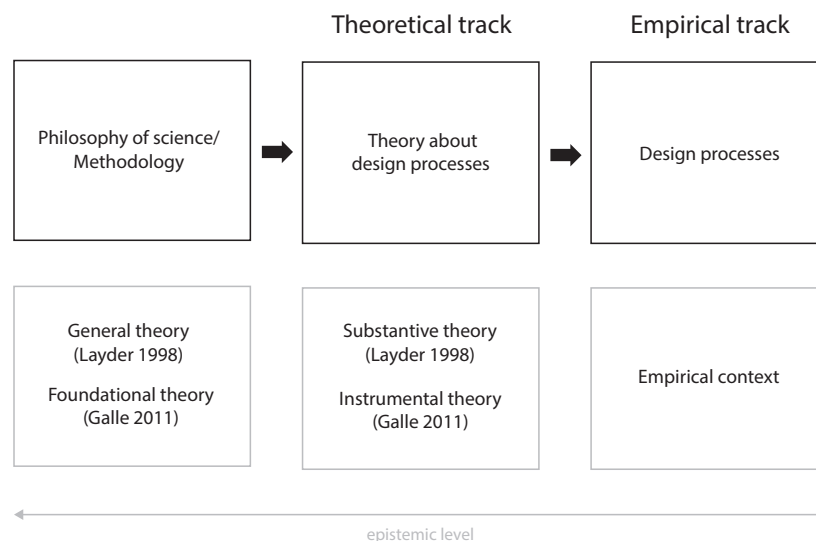 Theoretical track
Empirical track
Philosophy of science/
Methodology
Theory about
design processes
Design processes
General theory
(Layder 1998)
Foundational theory
(Galle 2011)
Substantive theory
(Layder 1998)
Instrumental theory
(Galle 2011)
Empirical context
epistemic level